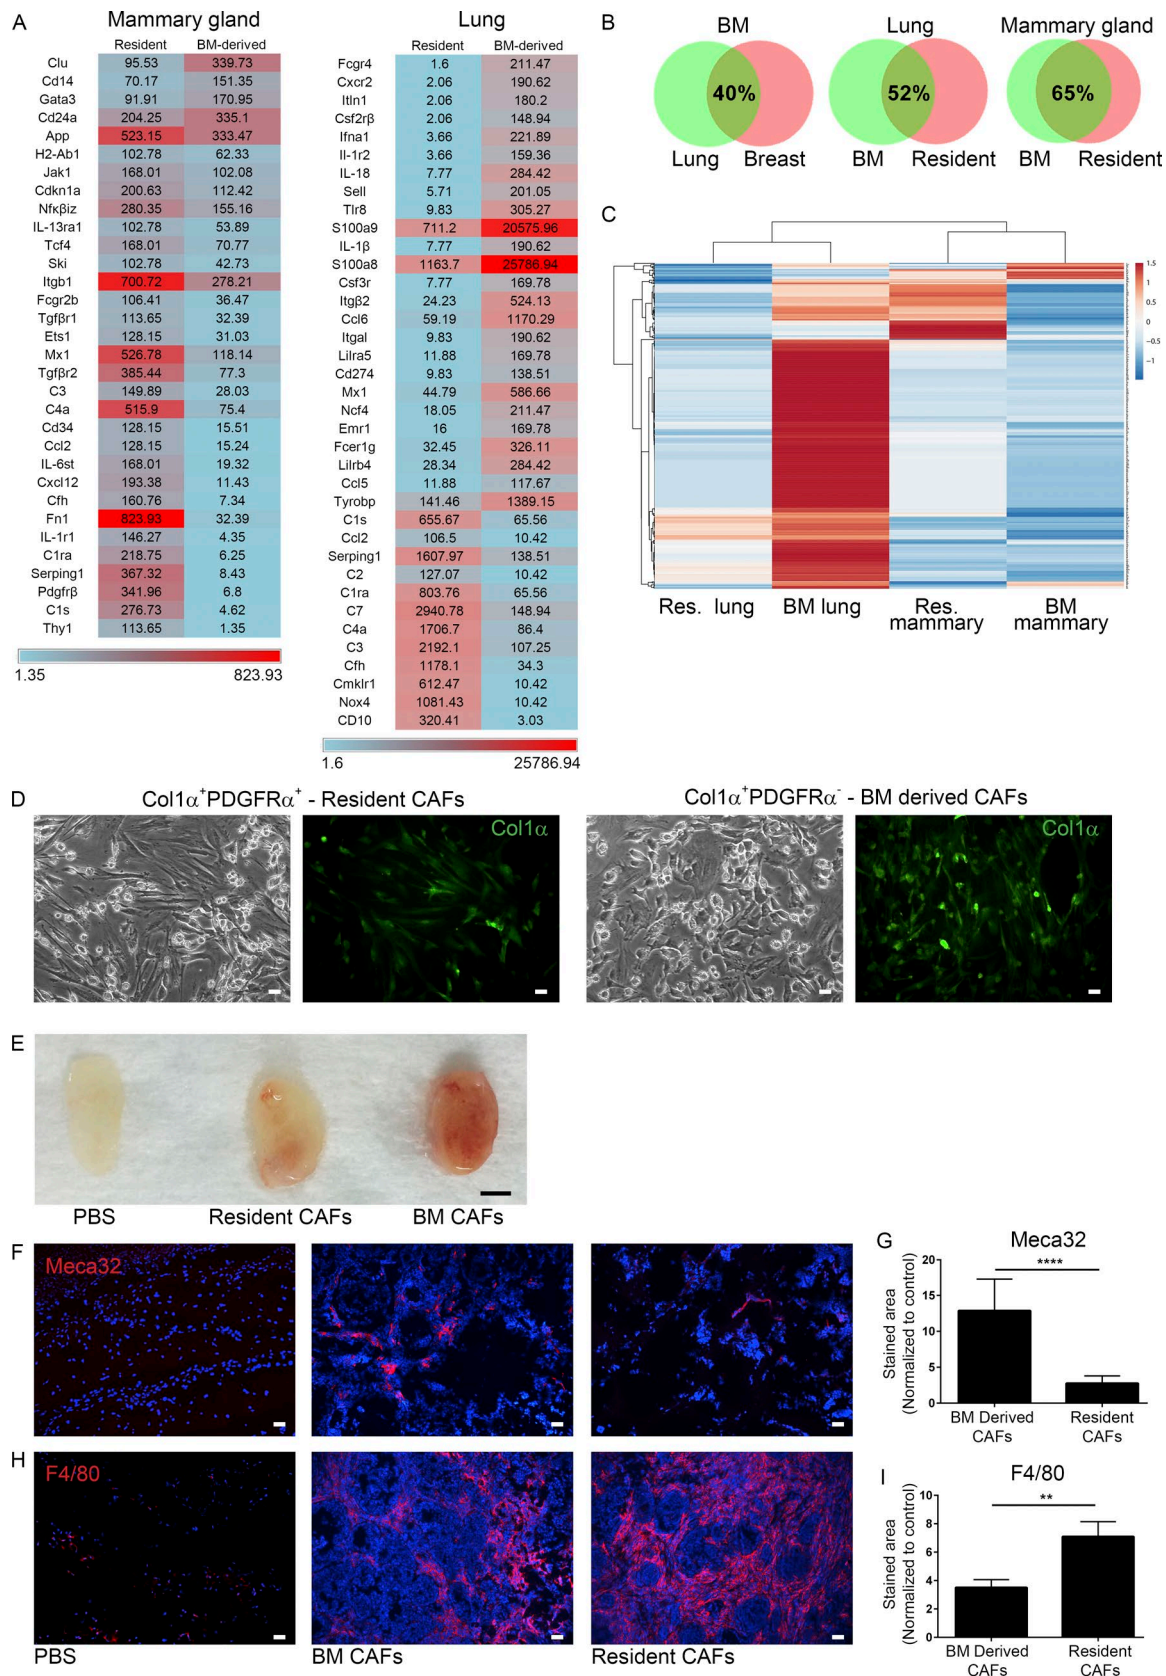 A
Mammary gland
Resident BM-derived
Clu 95.53 339.73
Cd14 70.17 151.35
Gata3 91.91 170.95
Cd24a 204.25 335.1
App 523.15 333.47
H2-Ab1 102.78 62.33
Jak1 168.01 102.08
Cdkn1a 200.63 112.42
Nfκβiz 280.35 155.16
IL-13ra1 102.78 53.89
Tcf4 168.01 70.77
Ski 102.78 42.73
Itgb1 700.72 278.21
Fcgr2b 106.41 36.47
Tgfβr1 113.65 32.39
Ets1 128.15 31.03
Mx1 526.78 118.14
Tgfβr2 385.44 77.3
C3 149.89 28.03
C4a 515.9 75.4
Cd34 128.15 15.51
Ccl2 128.15 15.24
IL-6st 168.01 19.32
Cxcl12 193.38 11.43
Cfh 160.76 7.34
Fn1 823.93 32.39
IL-1r1 146.27 4.35
C1ra 218.75 6.25
Serping1 367.32 8.43
Pdgfrβ 341.96 6.8
C1s 276.73 4.62
Thy1 113.65 1.35
1.35 823.93
Lung
Resident BM-derived
Fcgr4 1.6 211.47
Cxcr2 2.06 190.62
Itln1 2.06 180.2
Csf2rβ 2.06 148.94
Ifna1 3.66 221.89
Il-1r2 3.66 159.36
IL-18 7.77 284.42
Sell 5.71 201.05
Tlr8 9.83 305.27
S100a9 711.2 20575.96
IL-1β 7.77 190.62
S100a8 1163.7 25786.94
Csf3r 7.77 169.78
Itgβ2 24.23 524.13
Ccl6 59.19 1170.29
Itgal 9.83 190.62
Lilra5 11.88 169.78
Cd274 9.83 138.51
Mx1 44.79 586.66
Ncf4 18.05 211.47
Emr1 16 169.78
Fcer1g 32.45 326.11
Lilrb4 28.34 284.42
Ccl5 11.88 117.67
Tyrobp 141.46 1389.15
C1s 655.67 65.56
Ccl2 106.5 10.42
Serping1 1607.97 138.51
C2 127.07 10.42
C1ra 803.76 65.56
C7 2940.78 148.94
C4a 1706.7 86.4
C3 2192.1 107.25
Cfh 1178.1 34.3
Cmklr1 612.47 10.42
Nox4 1081.43 10.42
CD10 320.41 3.03
1.6 25786.94
B
BM Lung Mammary gland
40% 52% 65%
Lung Breast BM Resident BM Resident
C
1.5
1
0.5
0
-0.5
-1
Res. lung BM lung Res. mammary BM mammary
D
Col1α⁺PDGFRα⁺ - Resident CAFs
Col1α⁺PDGFRα⁻ - BM derived CAFs
Col1α
Col1α
E
PBS Resident CAFs BM CAFs
F
Meca32
G
Meca32
Stained area
(Normalized to control)
20
15
10
5
0
****
BM Derived CAFs
Resident CAFs
H
F4/80
PBS BM CAFs Resident CAFs
I
F4/80
Stained area
(Normalized to control)
10
8
6
4
2
0
**
BM Derived CAFs
Resident CAFs